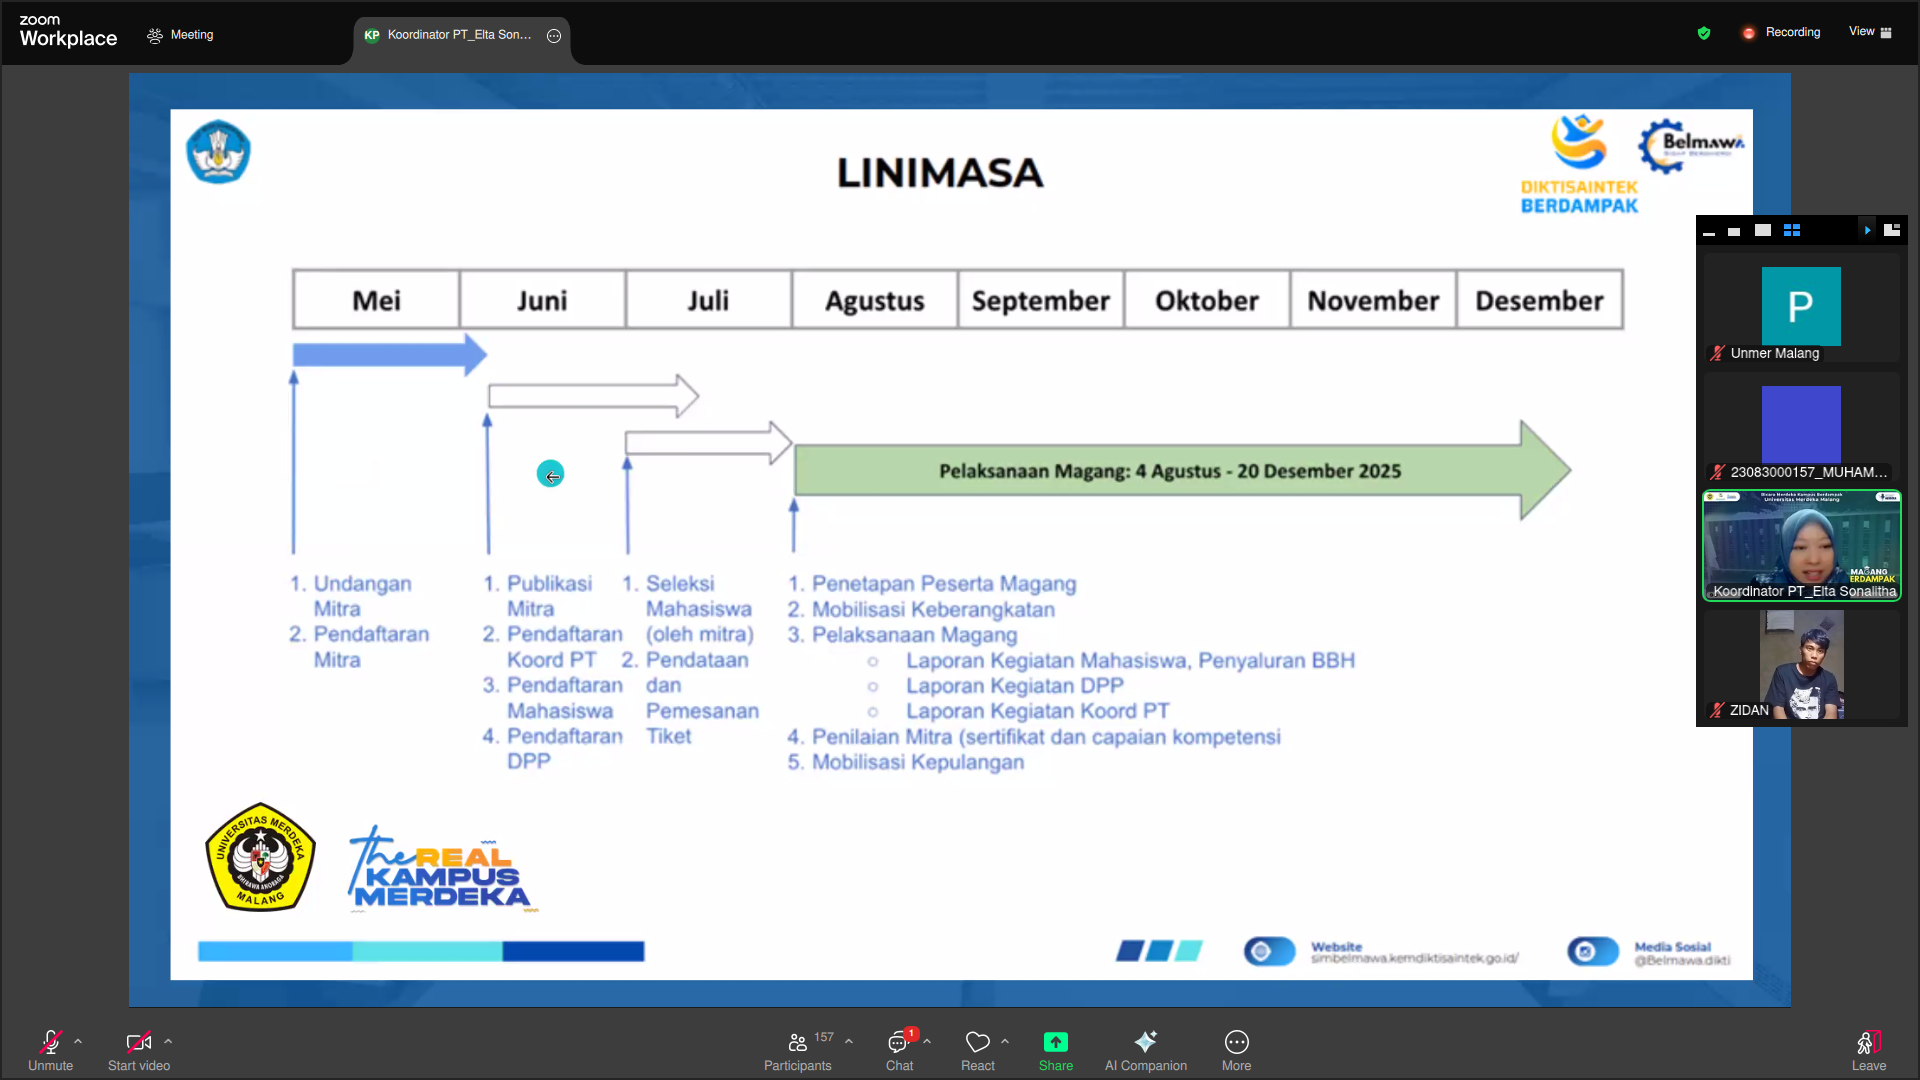 zoom
Workplace
Meeting
KP
Koordinator PT_Elta Son...
Recording
View
LINIMASA
DIKTISAINTEK
BERDAMPAK
Belmawa
Mei
Juni
Juli
Agustus
September
Oktober
November
Desember
Pelaksanaan Magang: 4 Agustus - 20 Desember 2025
1. Undangan
Mitra
2. Pendaftaran
Mitra
1. Publikasi
Mitra
2. Pendaftaran
Koord PT
3. Pendaftaran
Mahasiswa
4. Pendaftaran
DPP
1. Seleksi
Mahasiswa
(oleh mitra)
2. Pendataan
dan
Pemesanan
Tiket
1. Penetapan Peserta Magang
2. Mobilisasi Keberangkatan
3. Pelaksanaan Magang
○ Laporan Kegiatan Mahasiswa, Penyaluran BBH
○ Laporan Kegiatan DPP
○ Laporan Kegiatan Koord PT
4. Penilaian Mitra (sertifikat dan capaian kompetensi
5. Mobilisasi Kepulangan
UNIVERSITAS MERDEKA
MALANG
the REAL
KAMPUS
MERDEKA
Website
simbelmawa.kemdiktisaintek.go.id/
Media Sosial
@Belmawa.dikti
P
Unmer Malang
23083000157_MUHAM...
Universitas Merdeka Malang
MAGANG
ERDAMPAK
Koordinator PT_Elta Sonalitha
ZIDAN
Unmute
Start video
157
Participants
1
Chat
React
Share
AI Companion
More
Leave